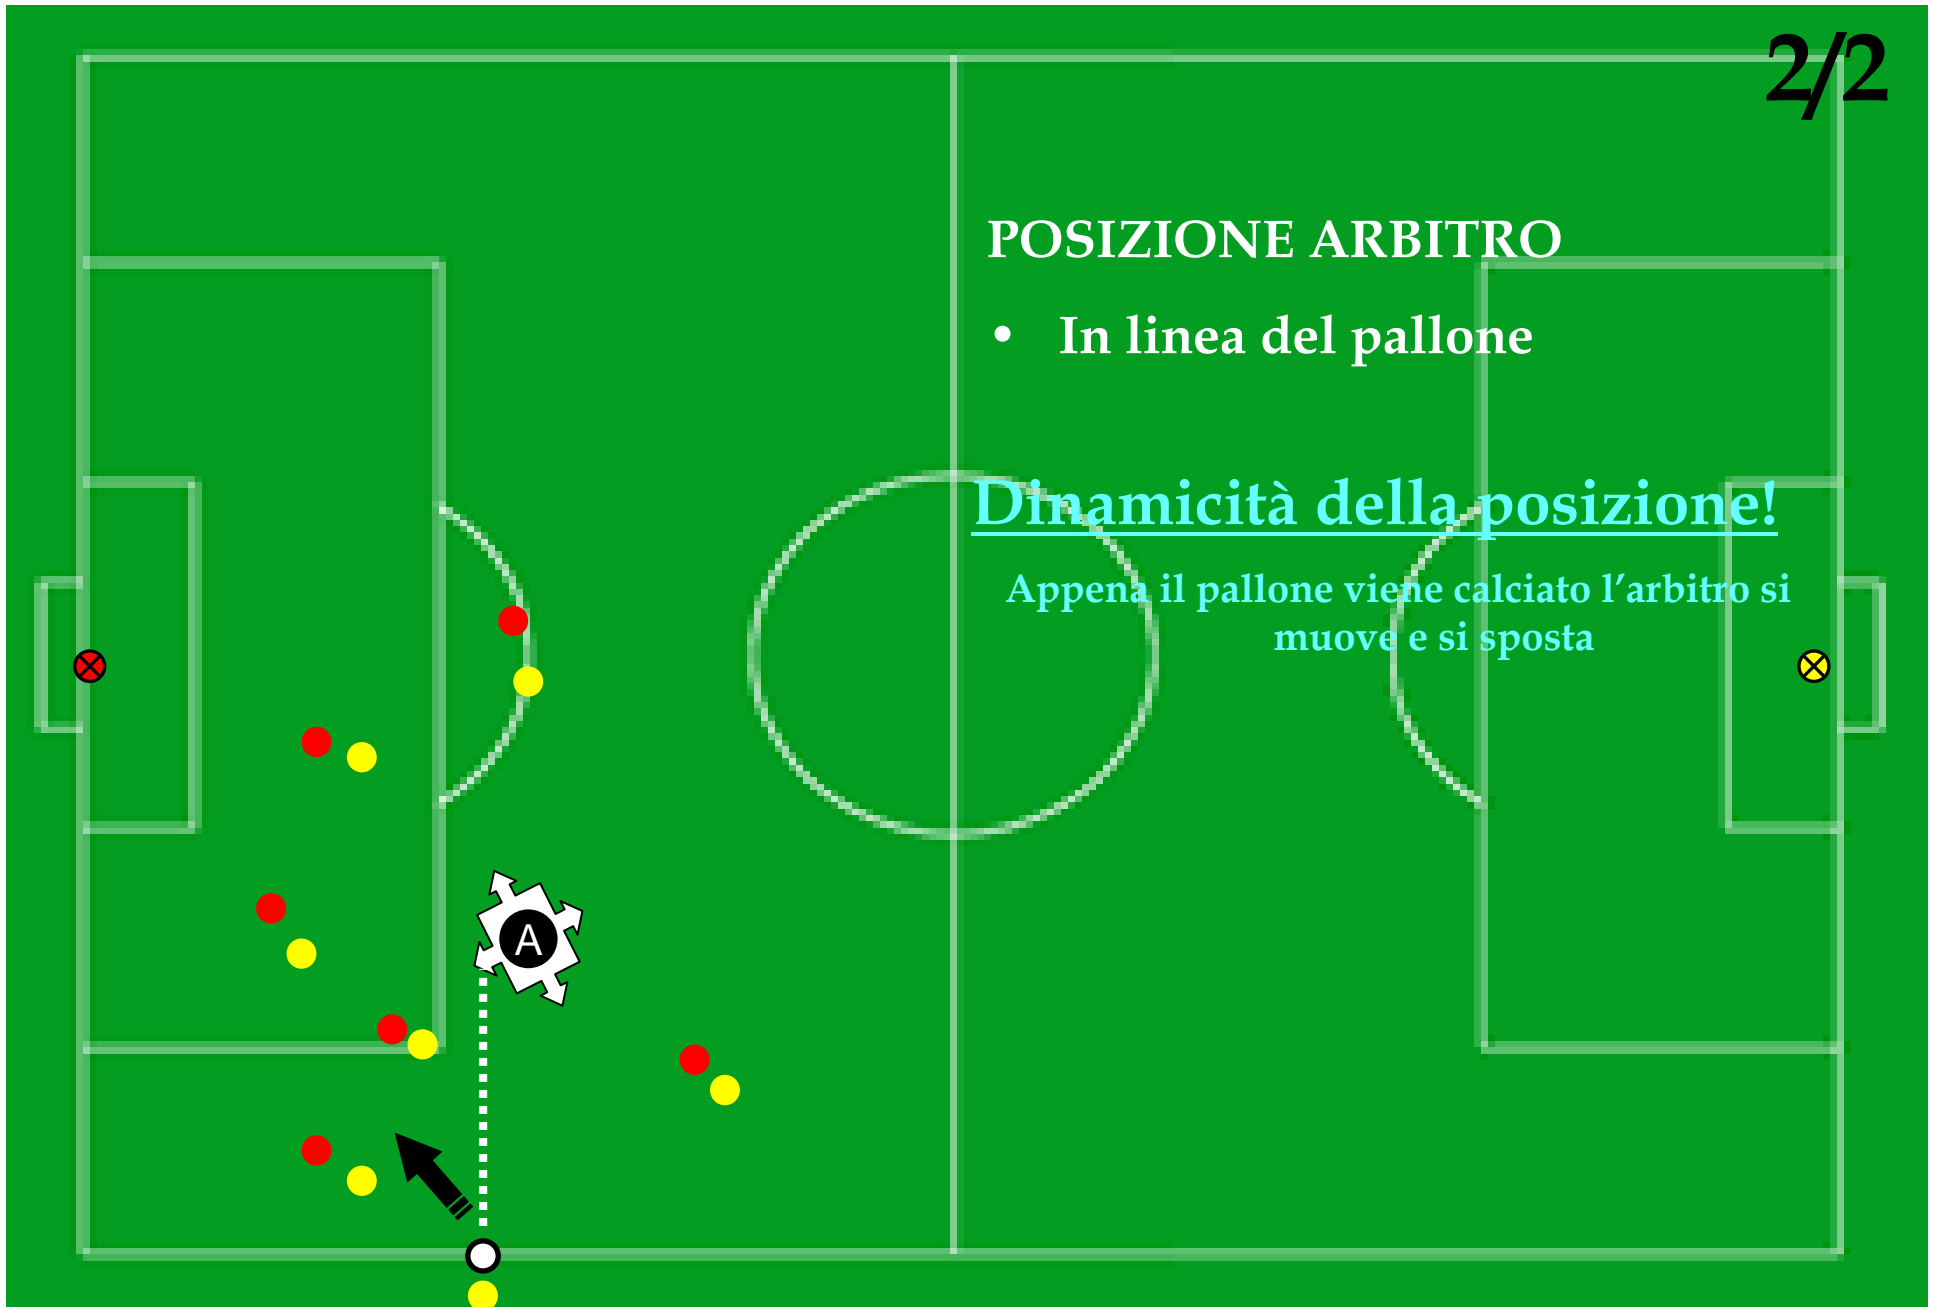 2/2
POSIZIONE ARBITRO
• In linea del pallone
Dinamicità della posizione!
Appena il pallone viene calciato l’arbitro si
muove e si sposta
A